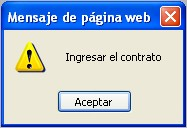 Mensaje de página web
Ingresar el contrato
Aceptar